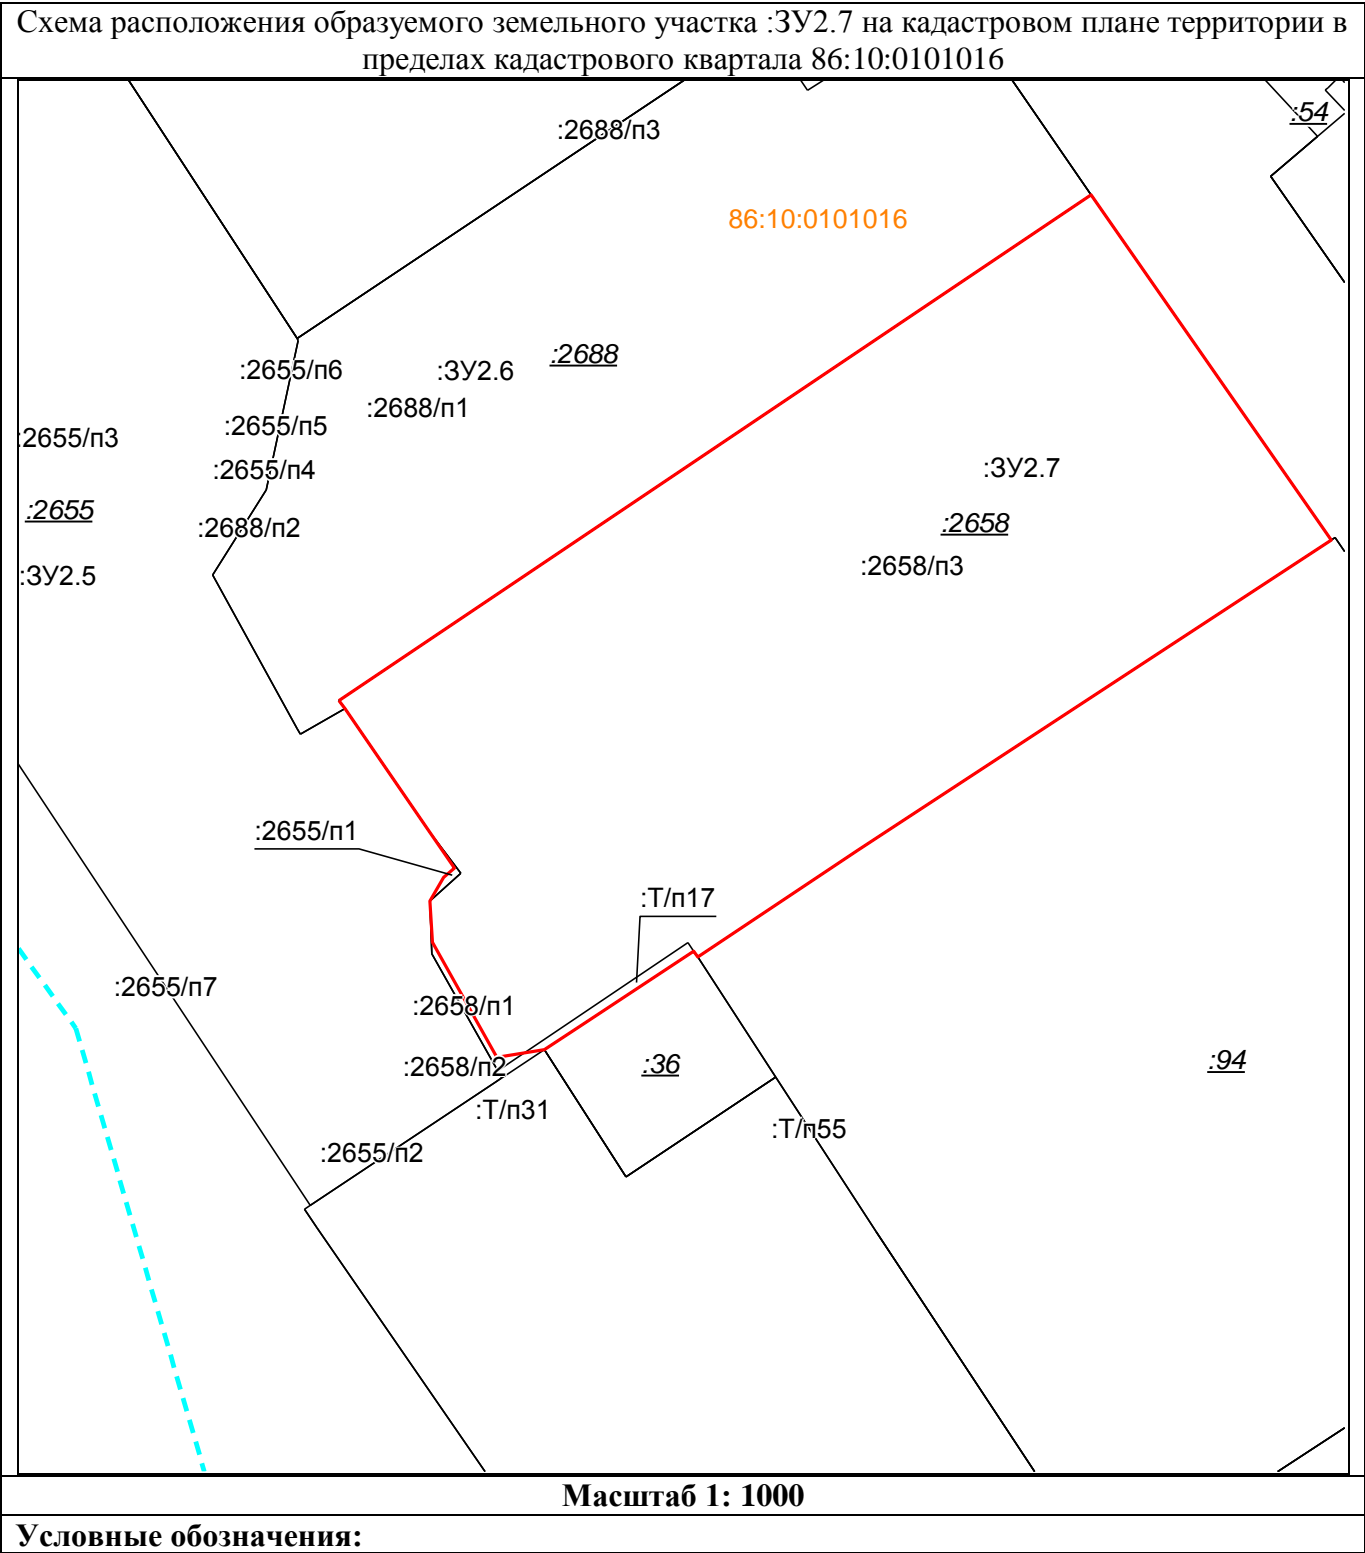 Схема расположения образуемого земельного участка :ЗУ2.7 на кадастровом плане территории в
пределах кадастрового квартала 86:10:0101016
:54
:2688/п3
86:10:0101016
:2688
:2655/п6
:ЗУ2.6
:2688/п1
:2655/п5
:2655/п3
:2655/п4
:ЗУ2.7
:2655
:2688/п2
:2658
:2658/п3
:ЗУ2.5
:2655/п1
:Т/п17
:2655/п7
:2658/п1
:2658/п2
:36
:94
:Т/п31
:Т/п55
:2655/п2
Масштаб 1: 1000
Условные обозначения: